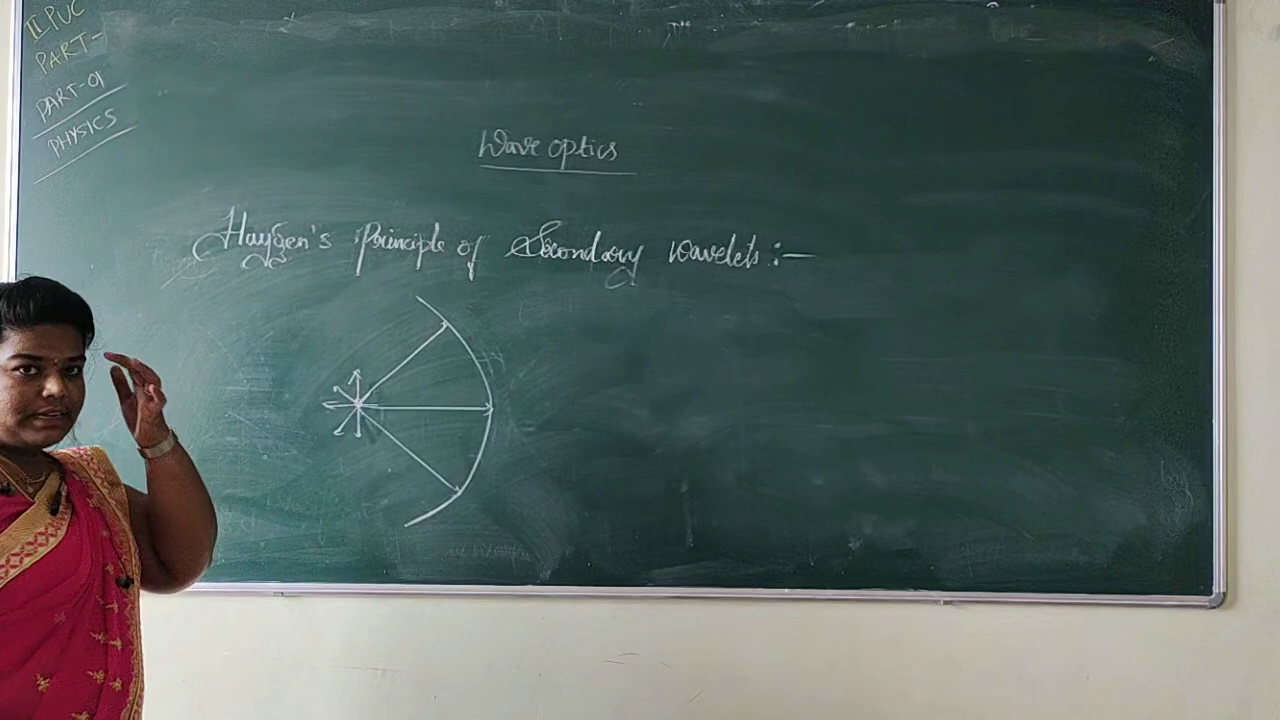 II PUC
PART-
PART-01
PHYSICS
Wave optics
Huygen's Principle of Secondary wavelets :-